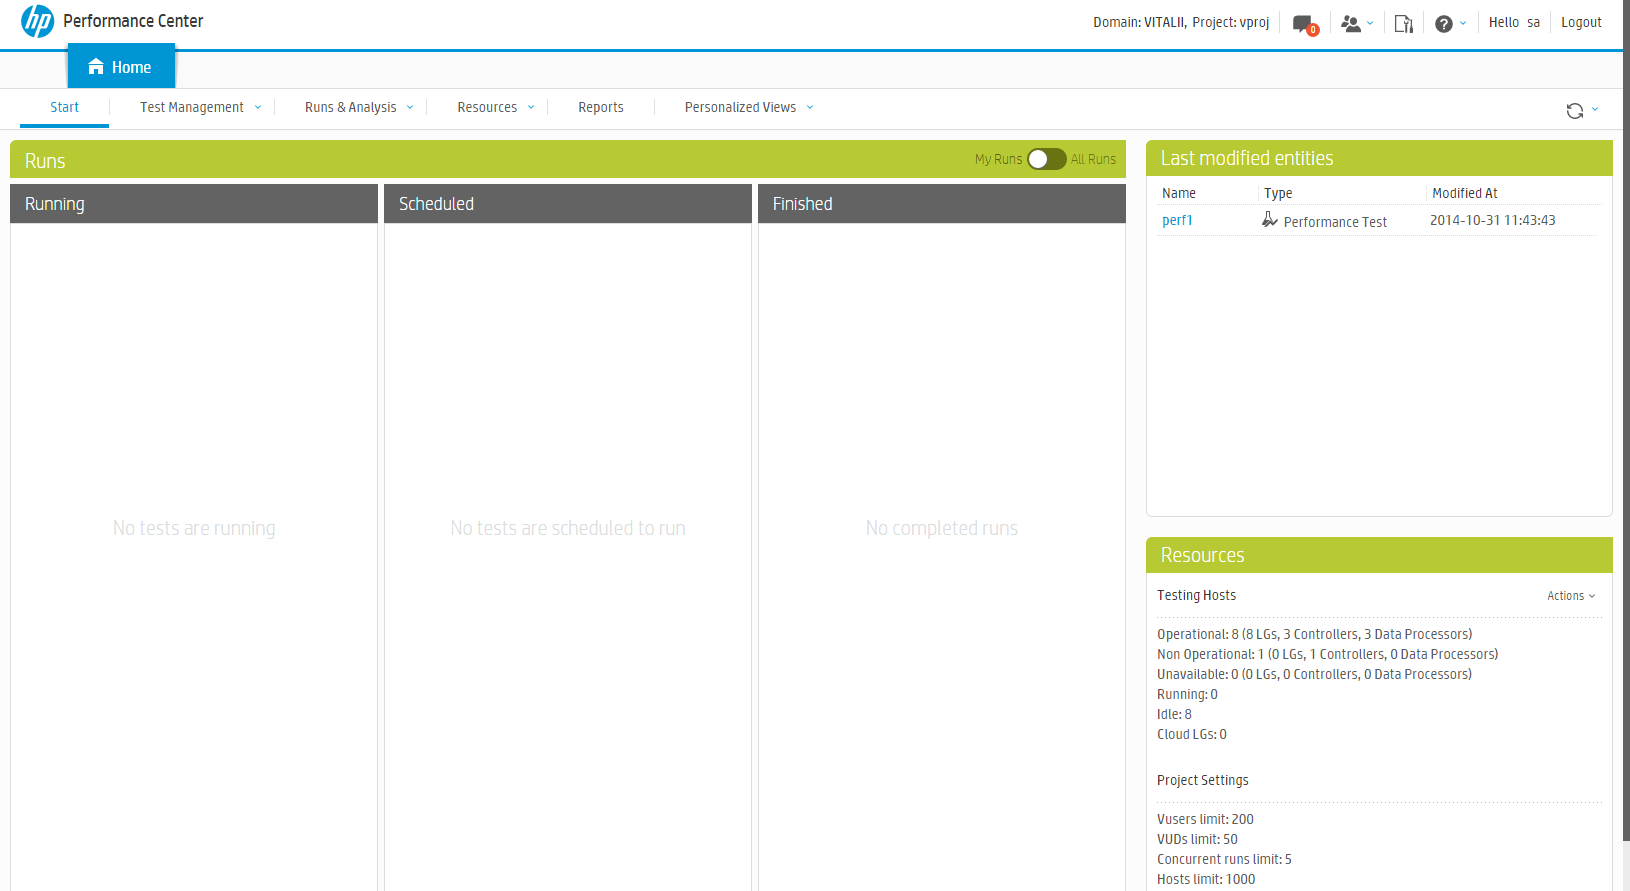 hp Performance Center
Domain: VITALII, Project: vproj
0
Hello sa
Logout
Home
Start
Test Management
Runs & Analysis
Resources
Reports
Personalized Views
Runs
My Runs
All Runs
Running
Scheduled
Finished
No tests are running
No tests are scheduled to run
No completed runs
Last modified entities
Name Type Modified At
perf1 Performance Test 2014-10-31 11:43:43
Resources
Testing Hosts
Actions
Operational: 8 (8 LGs, 3 Controllers, 3 Data Processors)
Non Operational: 1 (0 LGs, 1 Controllers, 0 Data Processors)
Unavailable: 0 (0 LGs, 0 Controllers, 0 Data Processors)
Running: 0
Idle: 8
Cloud LGs: 0
Project Settings
Vusers limit: 200
VUDs limit: 50
Concurrent runs limit: 5
Hosts limit: 1000